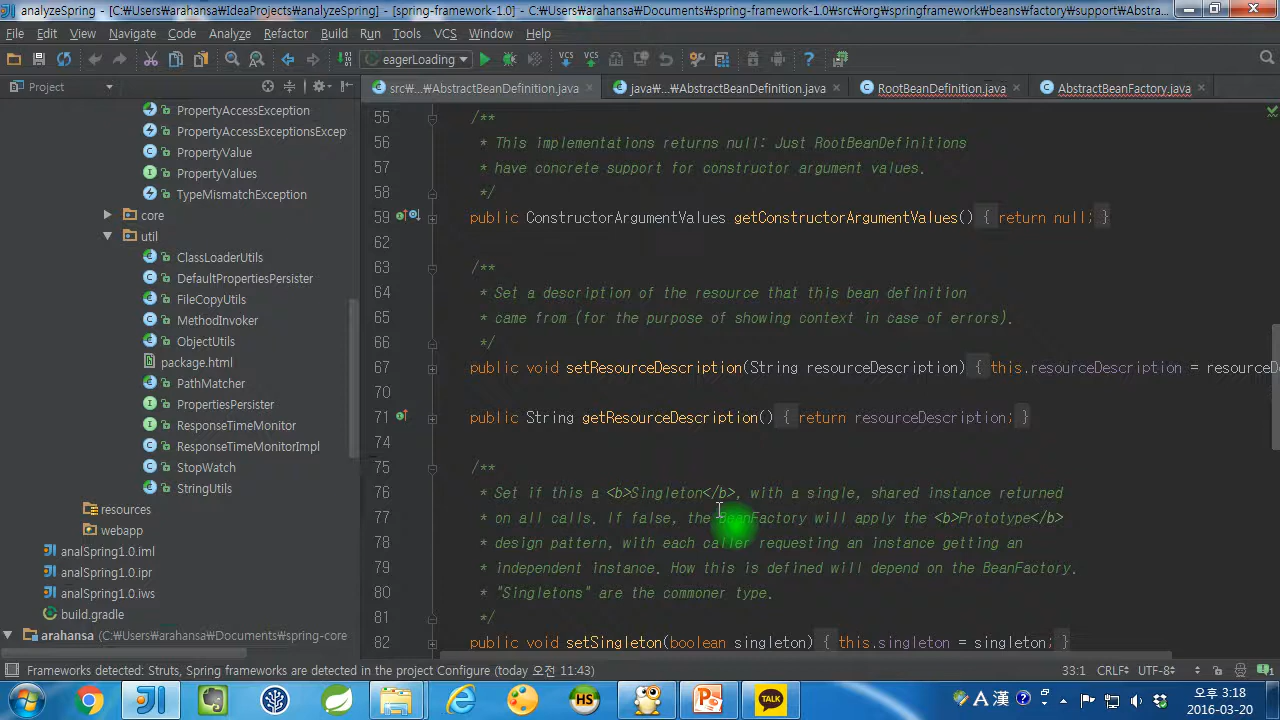 analyzeSpring - [C:₩Users₩arahansa₩IdeaProjects₩analyzeSpring] - [spring-framework-1.0] - C:₩Users₩arahansa₩Documents₩spring-framework-1.0₩src₩org₩springframework₩beans₩factory₩support₩Abstra...
File Edit View Navigate Code Analyze Refactor Build Run Tools VCS Window Help
eagerLoading VCS VCS
Project
src₩...₩AbstractBeanDefinition.java java₩...₩AbstractBeanDefinition.java RootBeanDefinition.java AbstractBeanFactory.java
PropertyAccessException
PropertyAccessExceptionsExcep
PropertyValue
PropertyValues
TypeMismatchException
core
util
ClassLoaderUtils
DefaultPropertiesPersister
FileCopyUtils
MethodInvoker
ObjectUtils
package.html
PathMatcher
PropertiesPersister
ResponseTimeMonitor
ResponseTimeMonitorImpl
StopWatch
StringUtils
resources
webapp
analSpring1.0.iml
analSpring1.0.ipr
analSpring1.0.iws
build.gradle
arahansa (C:₩Users₩arahansa₩Documents₩spring-core
55 /**
56 * This implementations returns null: Just RootBeanDefinitions
57 * have concrete support for constructor argument values.
58 */
59 public ConstructorArgumentValues getConstructorArgumentValues() { return null; }
62
63 /**
64 * Set a description of the resource that this bean definition
65 * came from (for the purpose of showing context in case of errors).
66 */
67 public void setResourceDescription(String resourceDescription) { this.resourceDescription = resourceD
70
71 public String getResourceDescription() { return resourceDescription; }
74
75 /**
76 * Set if this a <b>Singleton</b>, with a single, shared instance returned
77 * on all calls. If false, the BeanFactory will apply the <b>Prototype</b>
78 * design pattern, with each caller requesting an instance getting an
79 * independent instance. How this is defined will depend on the BeanFactory.
80 * "Singletons" are the commoner type.
81 */
82 public void setSingleton(boolean singleton) { this.singleton = singleton; }
Frameworks detected: Struts, Spring frameworks are detected in the project Configure (today 오전 11:43) 33:1 CRLF÷ UTF-8÷
HS TALK A 漢 오후 3:18
2016-03-20